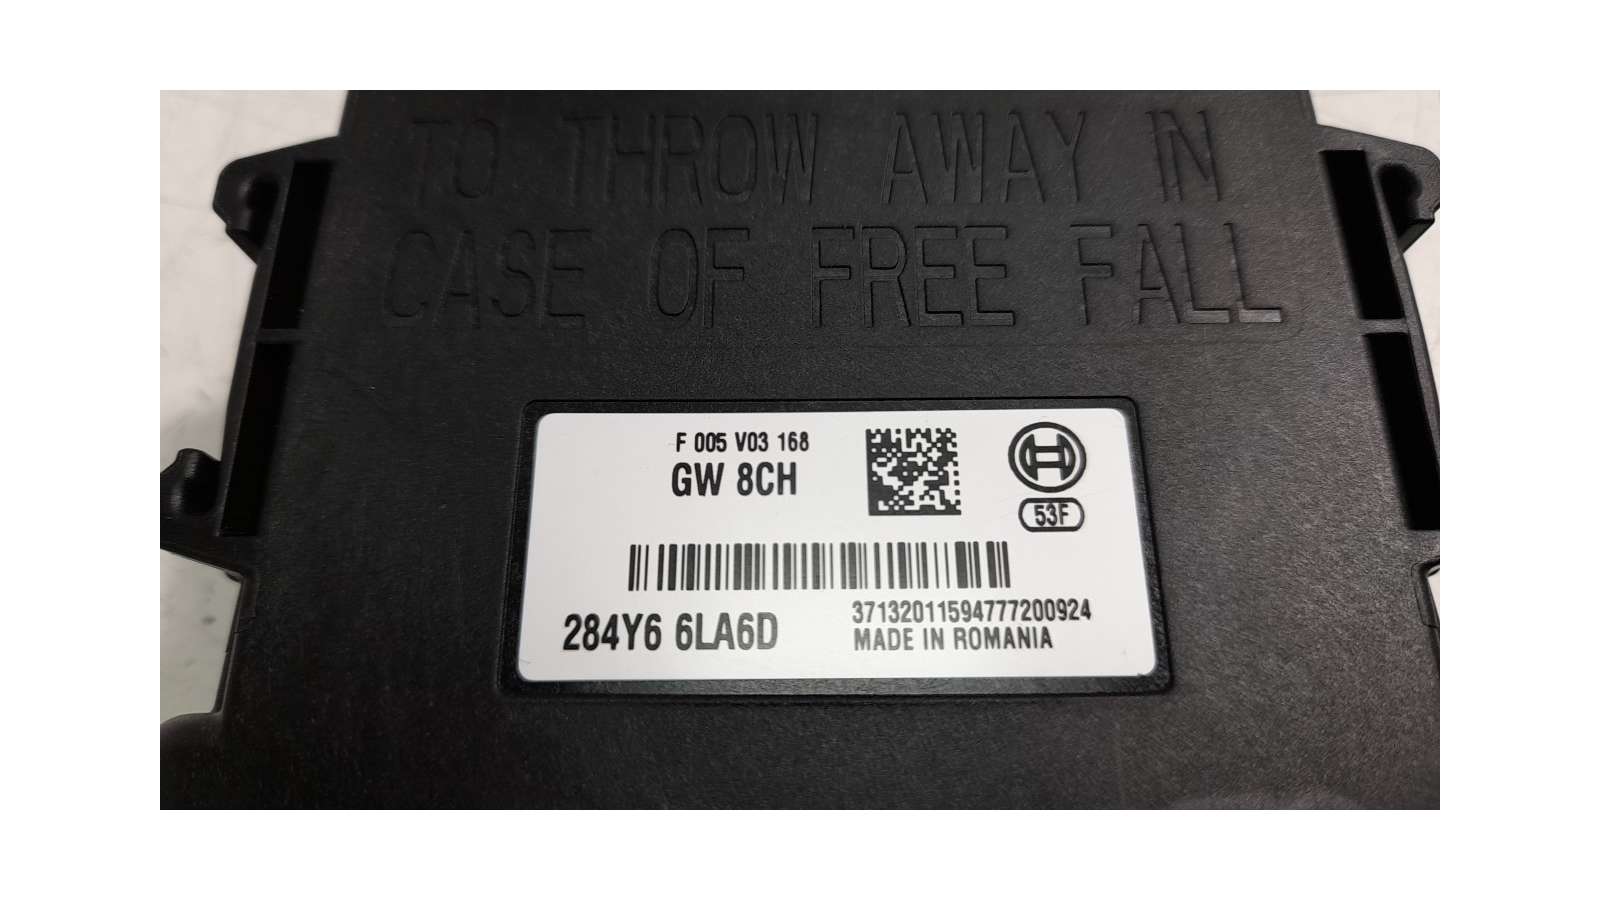 TO THROW AWAY IN
CASE OF FREE FALL
F 005 V03 168
GW 8CH
53F
284Y6 6LA6D
37132011594777200924
MADE IN ROMANIA